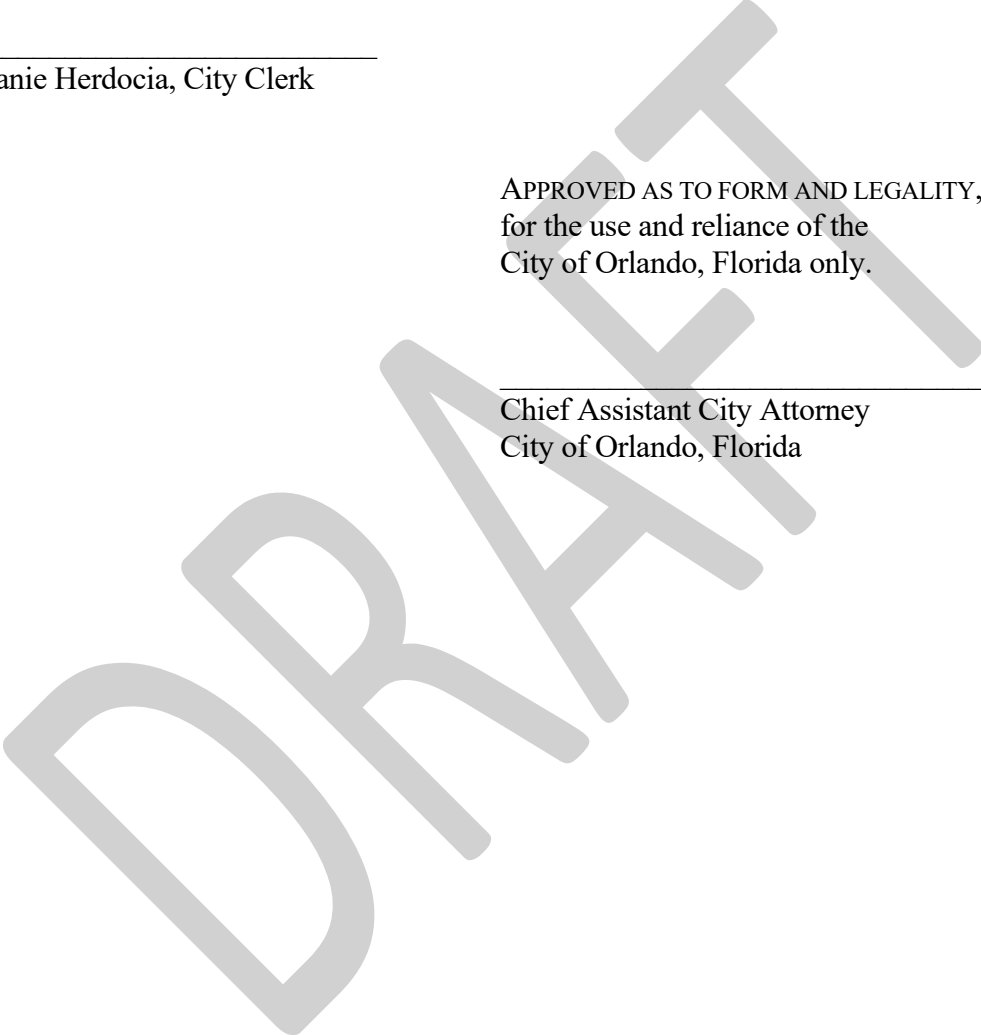 anie Herdocia, City Clerk
APPROVED AS TO FORM AND LEGALITY,
for the use and reliance of the
City of Orlando, Florida only.
Chief Assistant City Attorney
City of Orlando, Florida
DRAFT